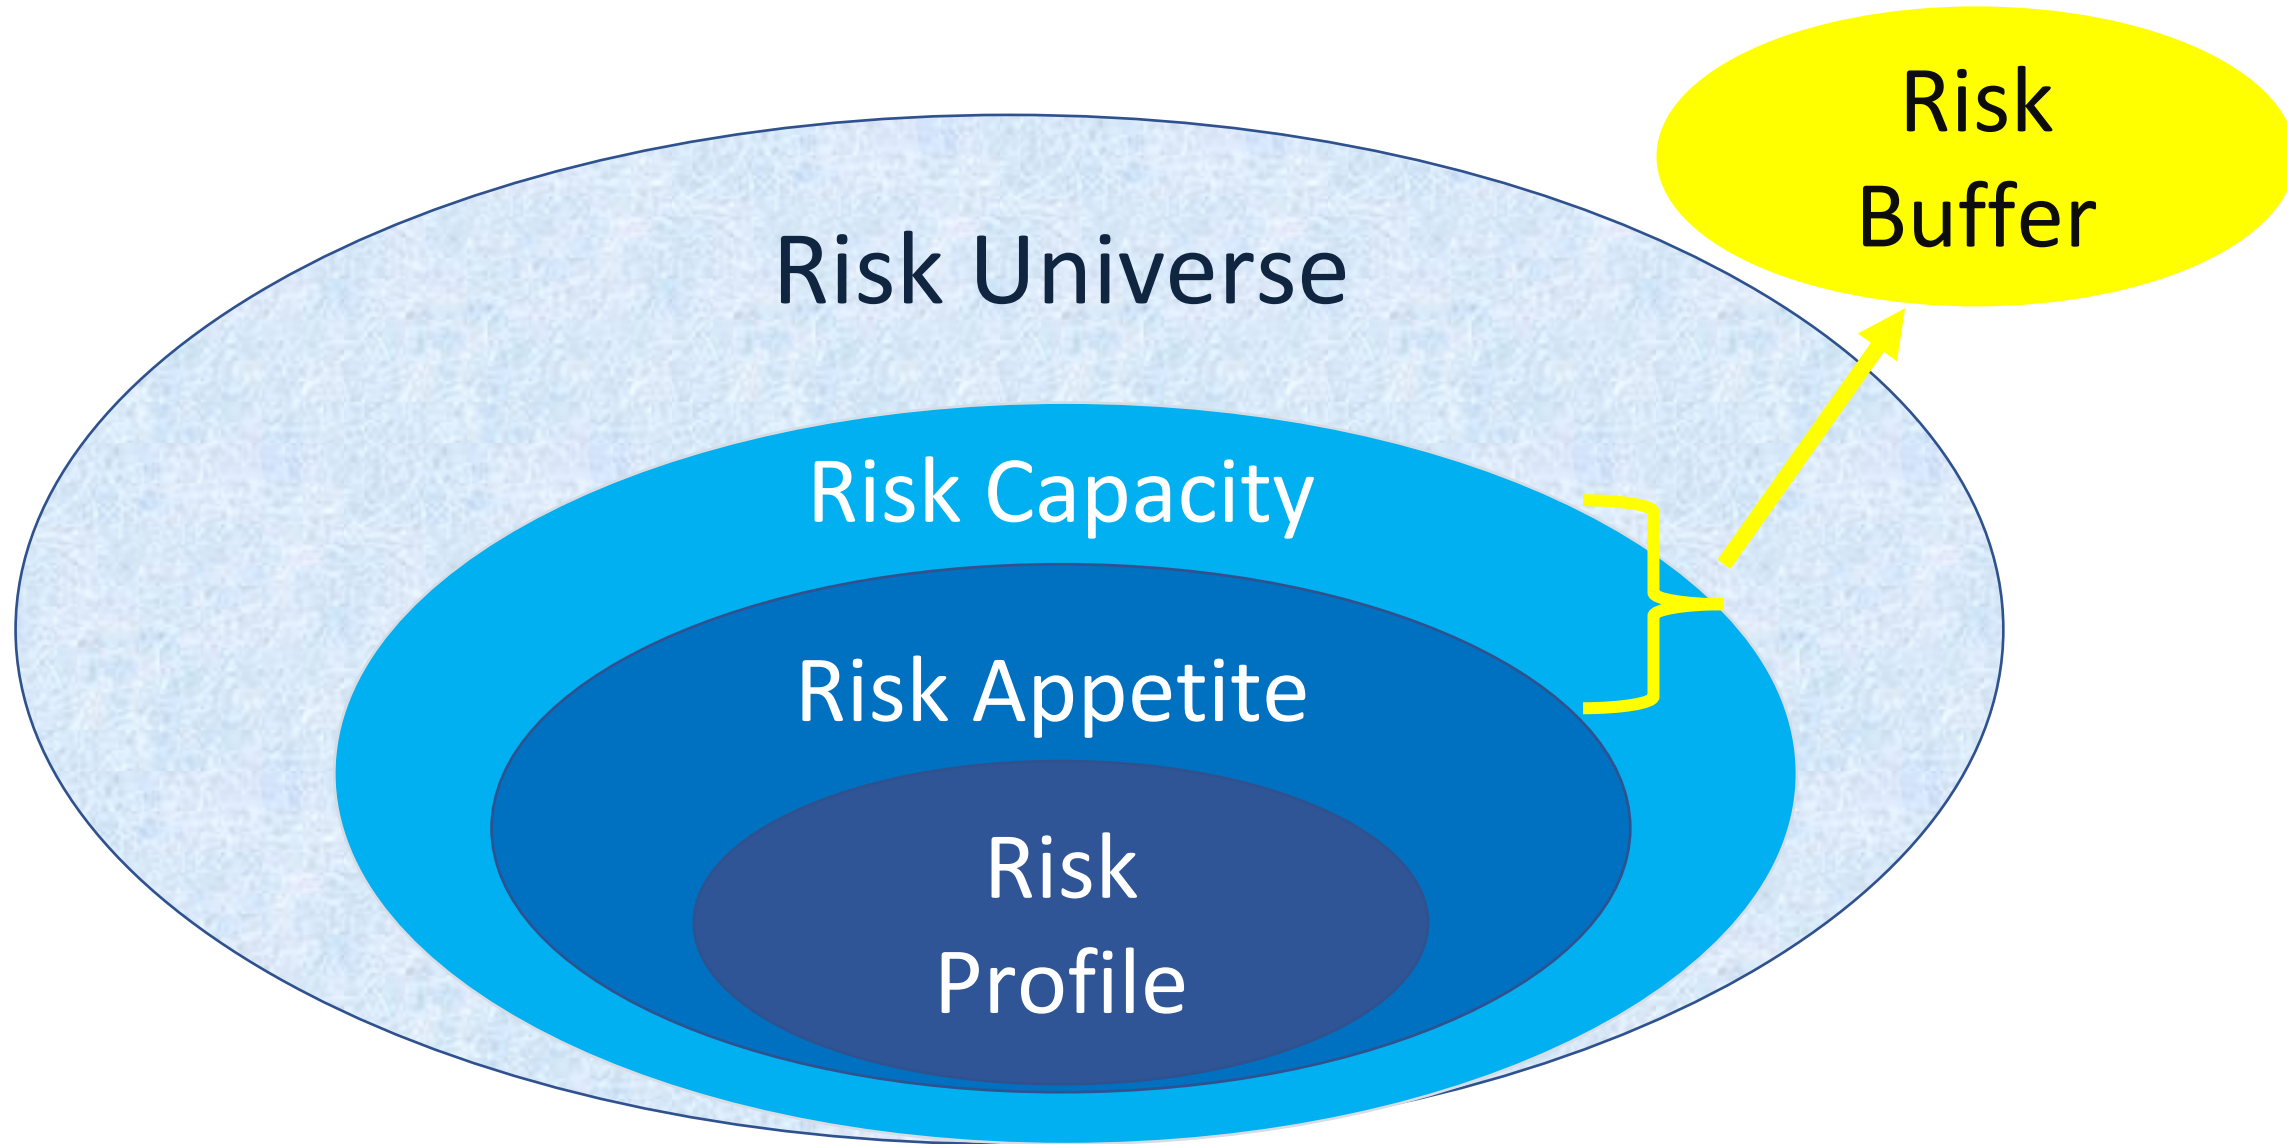 Risk
Buffer
Risk Universe
Risk Capacity
Risk Appetite
Risk
Profile